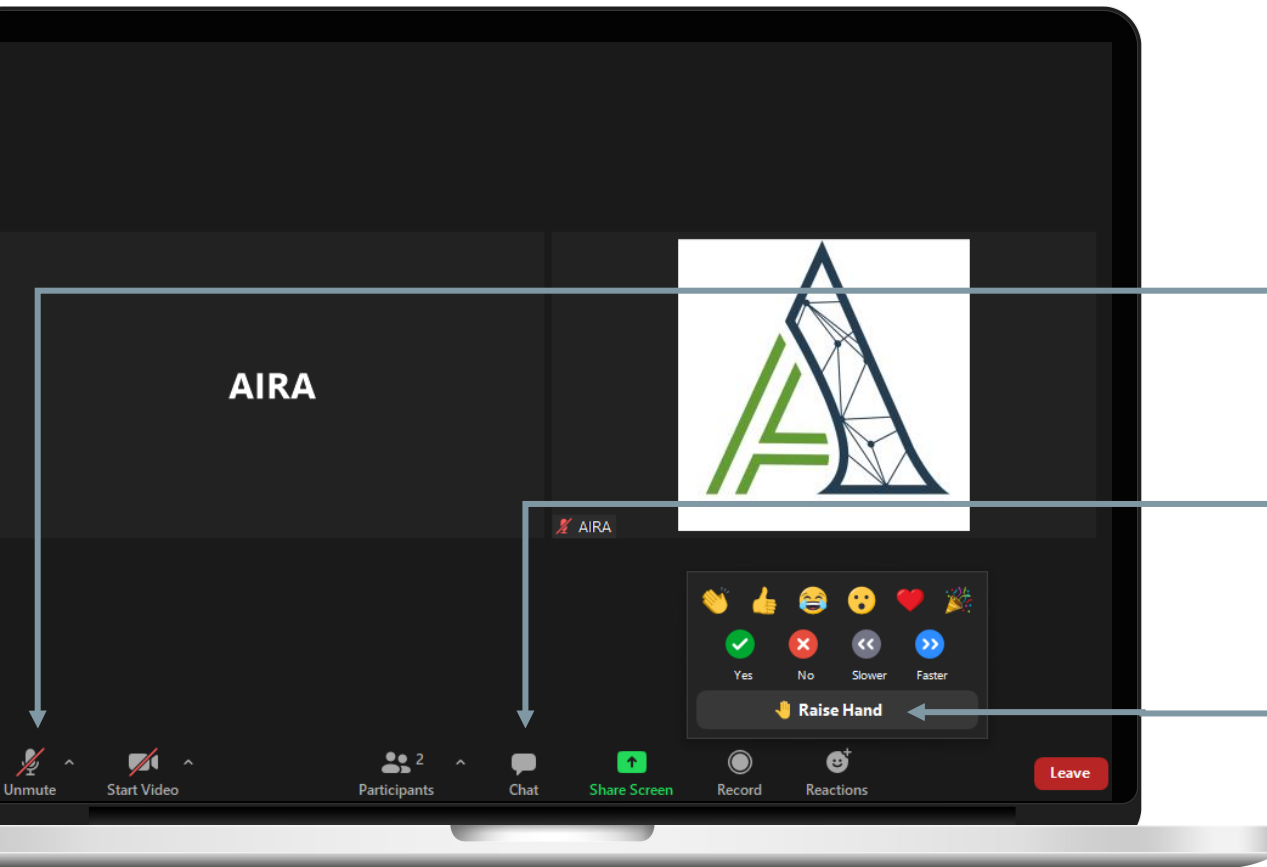 AIRA
AIRA
Yes No Slower Faster
Raise Hand
2
Unmute Start Video Participants Chat Share Screen Record Reactions Leave